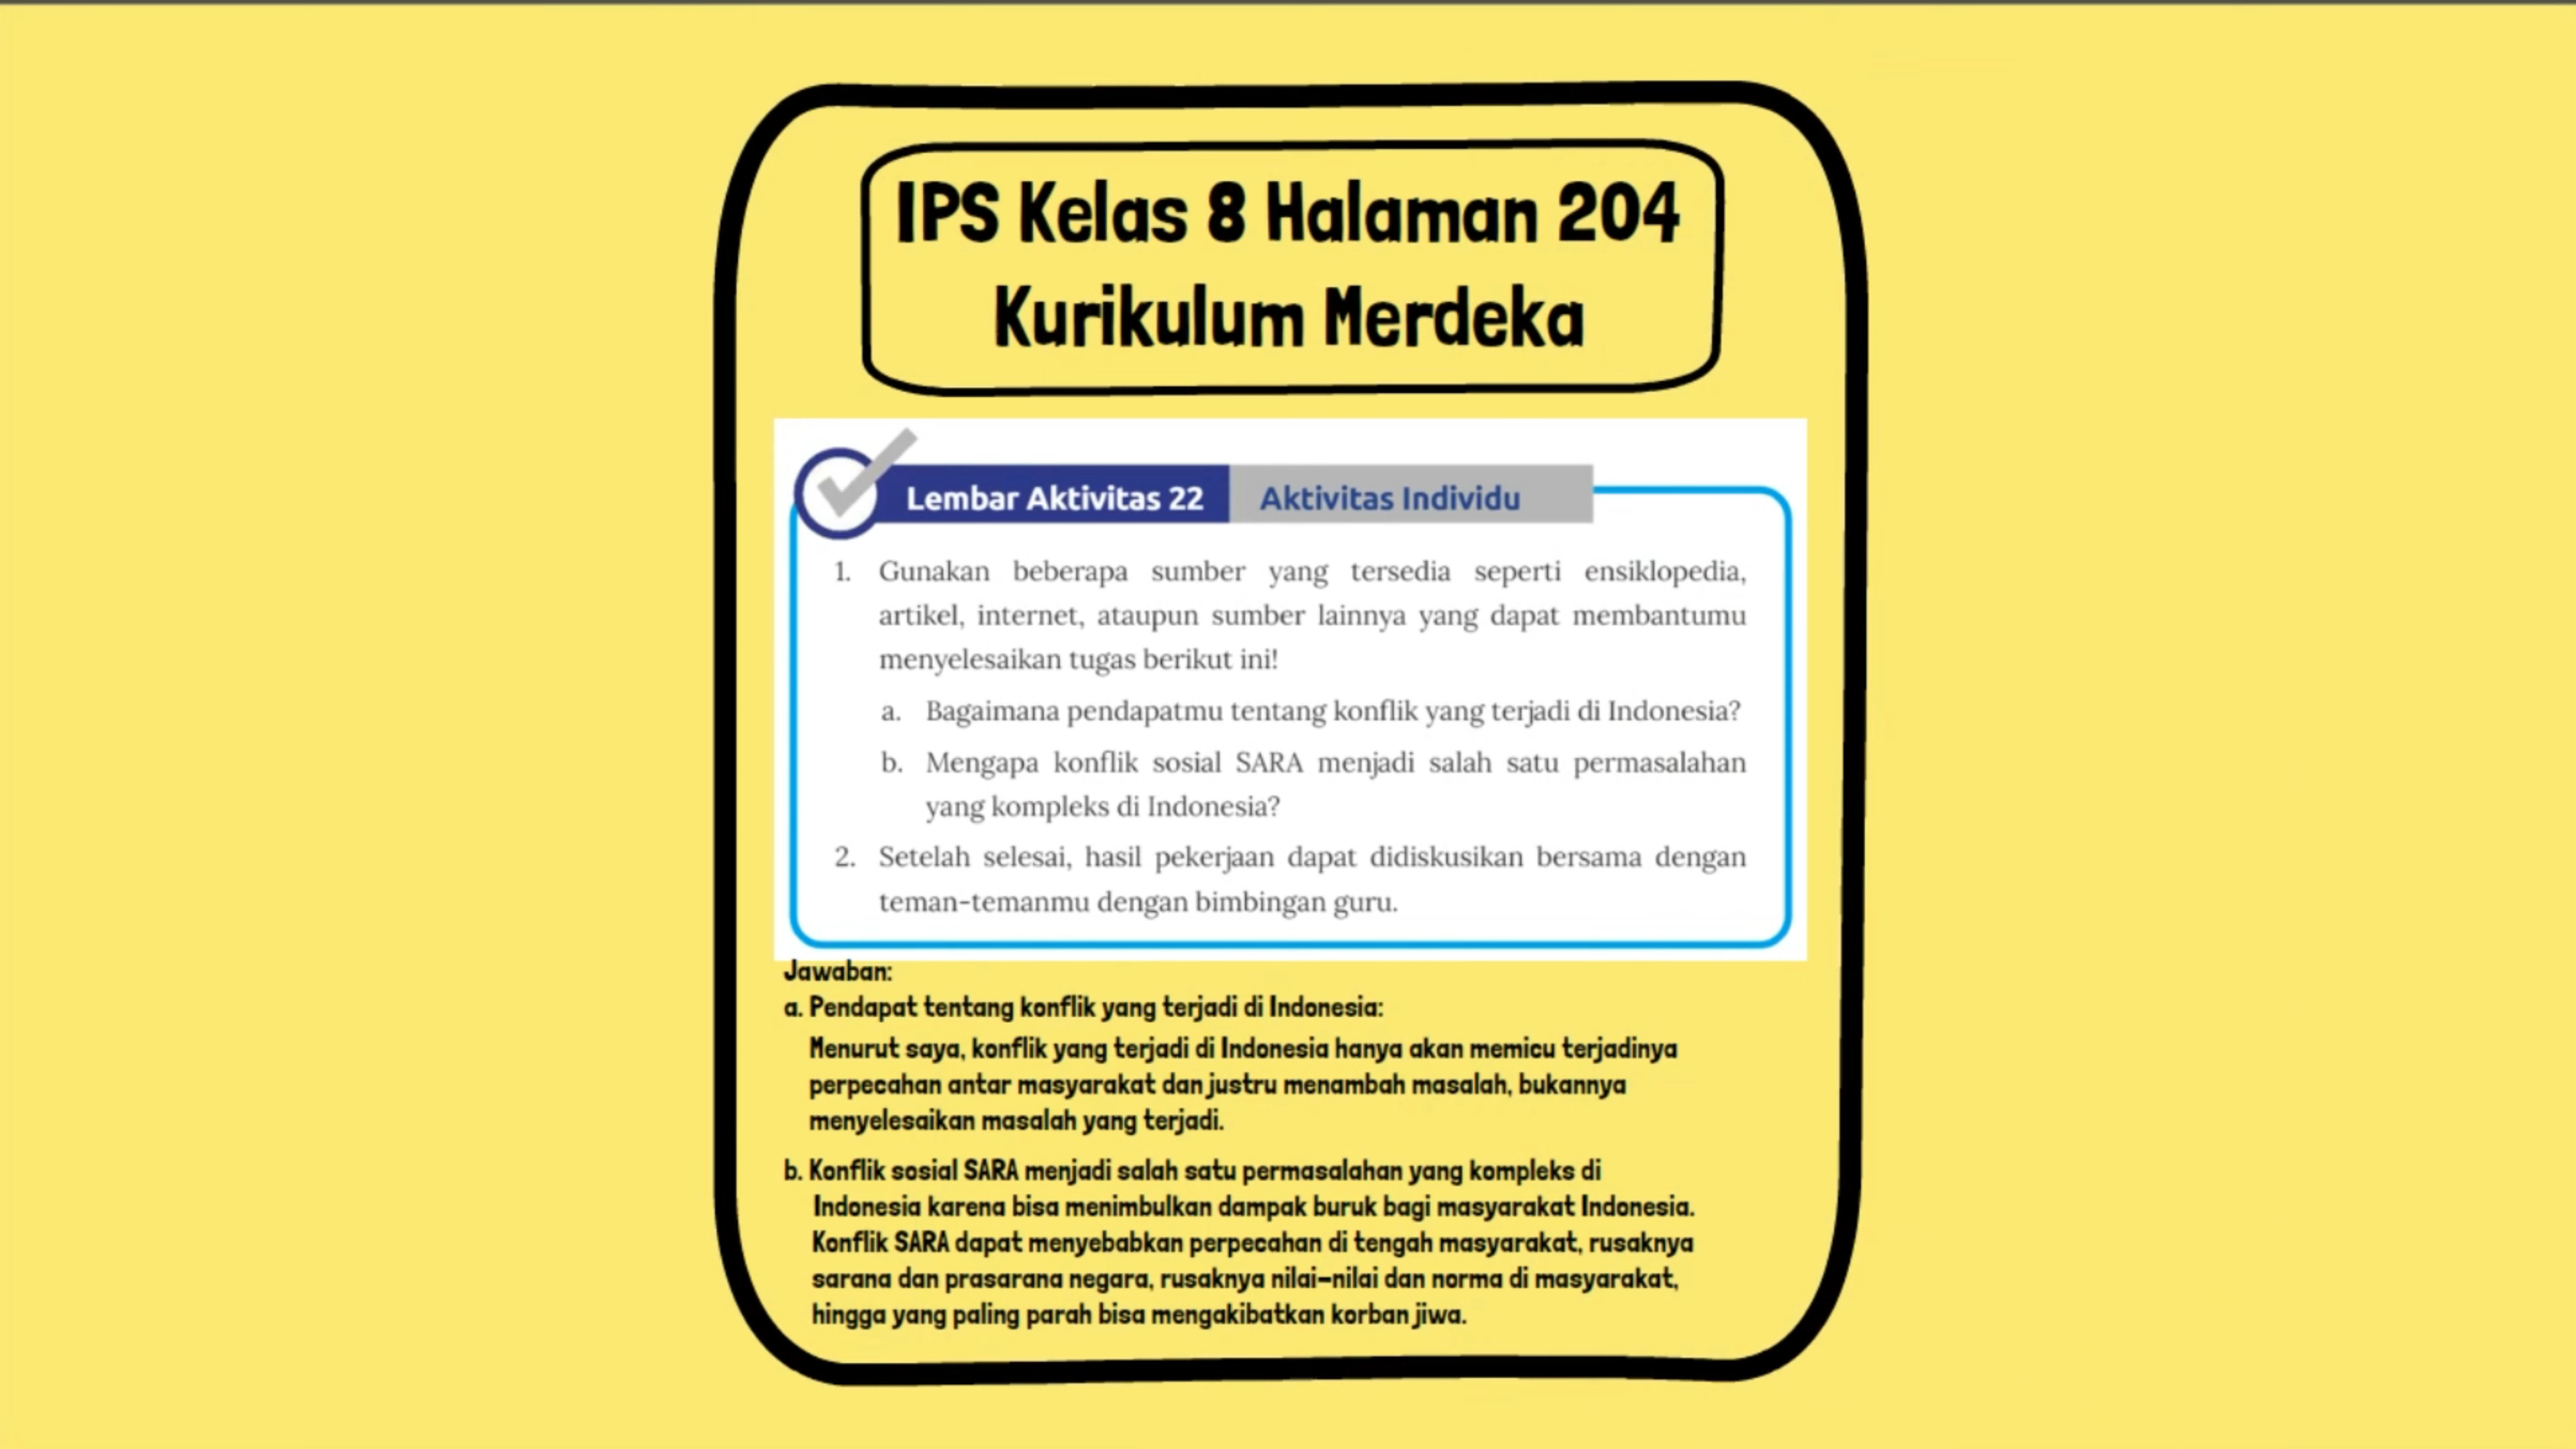 IPS Kelas 8 Halaman 204
Kurikulum Merdeka
Lembar Aktivitas 22 Aktivitas Individu
1. Gunakan beberapa sumber yang tersedia seperti ensiklopedia,
artikel, internet, ataupun sumber lainnya yang dapat membantumu
menyelesaikan tugas berikut ini!
a. Bagaimana pendapatmu tentang konflik yang terjadi di Indonesia?
b. Mengapa konflik sosial SARA menjadi salah satu permasalahan
yang kompleks di Indonesia?
2. Setelah selesai, hasil pekerjaan dapat didiskusikan bersama dengan
teman-temanmu dengan bimbingan guru.
Jawaban:
a. Pendapat tentang konflik yang terjadi di Indonesia:
Menurut saya, konflik yang terjadi di Indonesia hanya akan memicu terjadinya
perpecahan antar masyarakat dan justru menambah masalah, bukannya
menyelesaikan masalah yang terjadi.
b. Konflik sosial SARA menjadi salah satu permasalahan yang kompleks di
Indonesia karena bisa menimbulkan dampak buruk bagi masyarakat Indonesia.
Konflik SARA dapat menyebabkan perpecahan di tengah masyarakat, rusaknya
sarana dan prasarana negara, rusaknya nilai-nilai dan norma di masyarakat,
hingga yang paling parah bisa mengakibatkan korban jiwa.